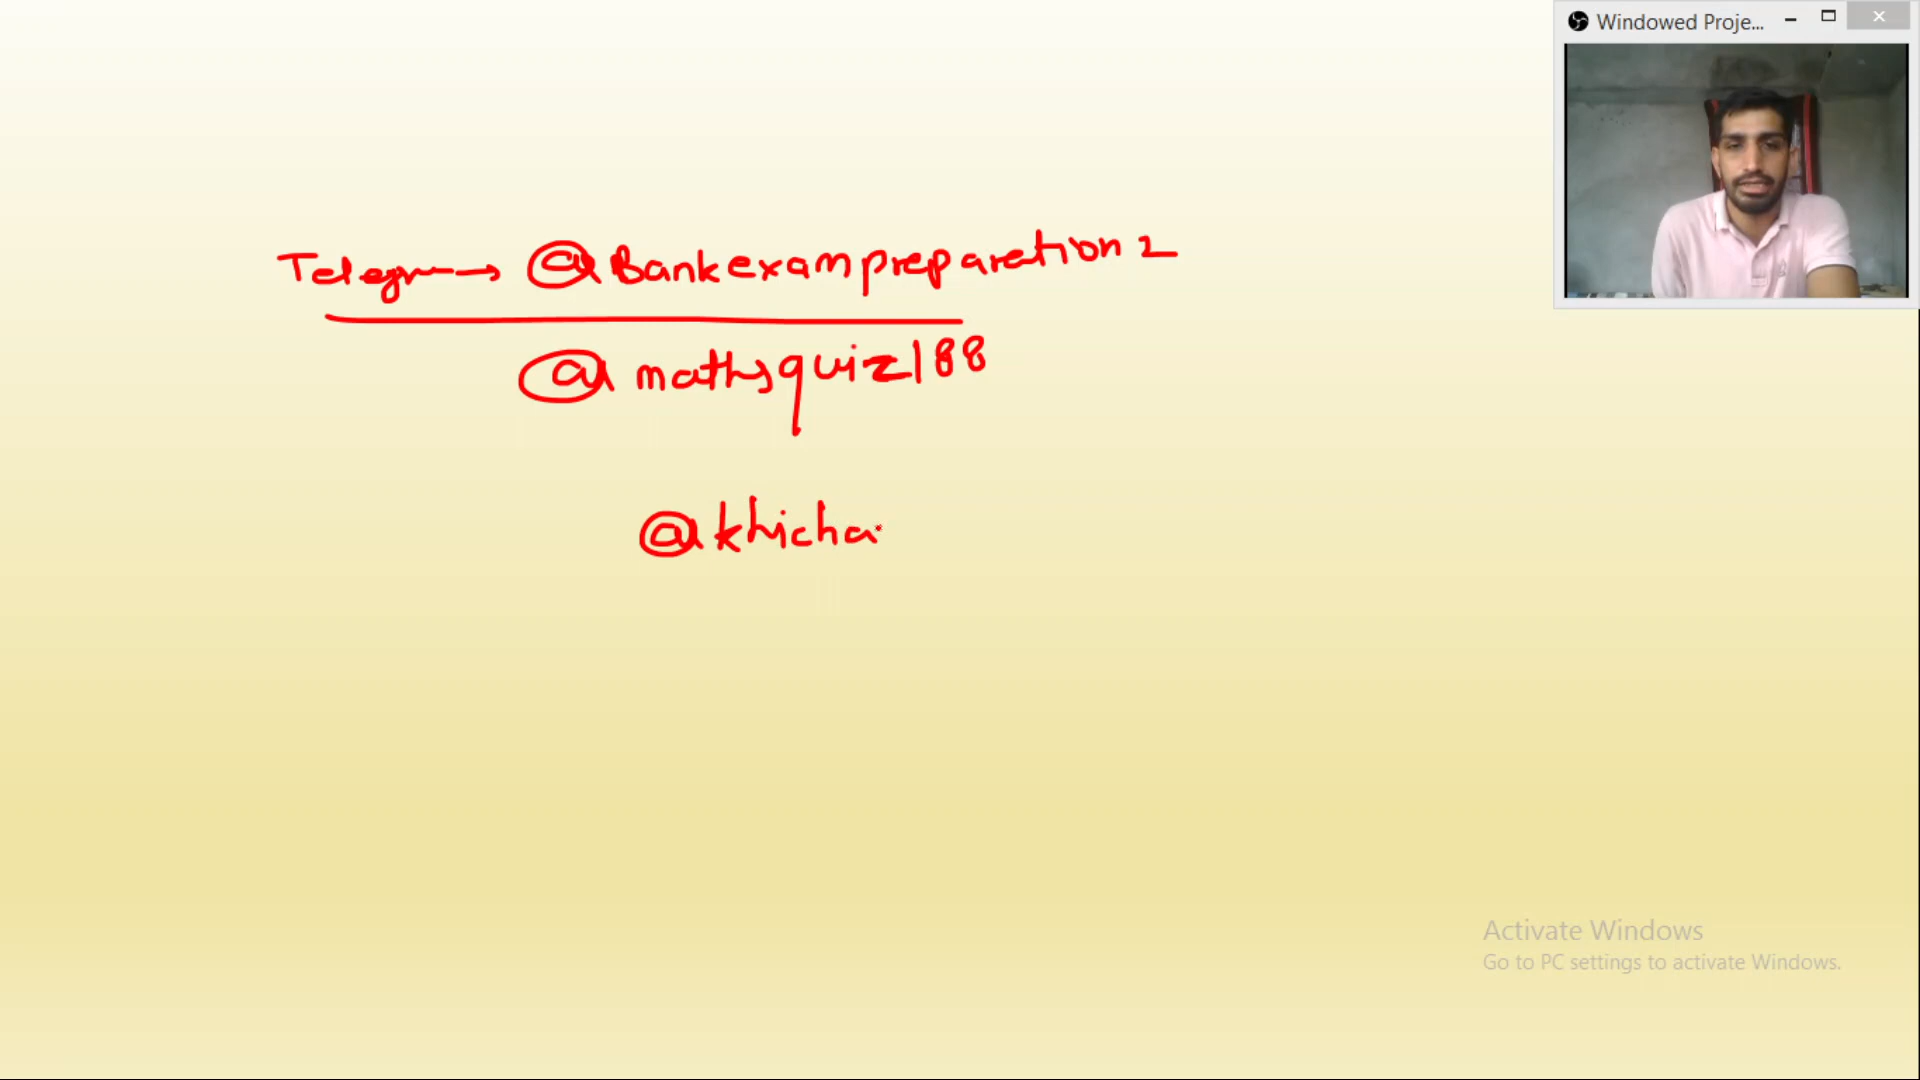 Windowed Proje...
Telegram → @Bankexampreparation2
@mathsquiz188
@khicha
Activate Windows
Go to PC settings to activate Windows.